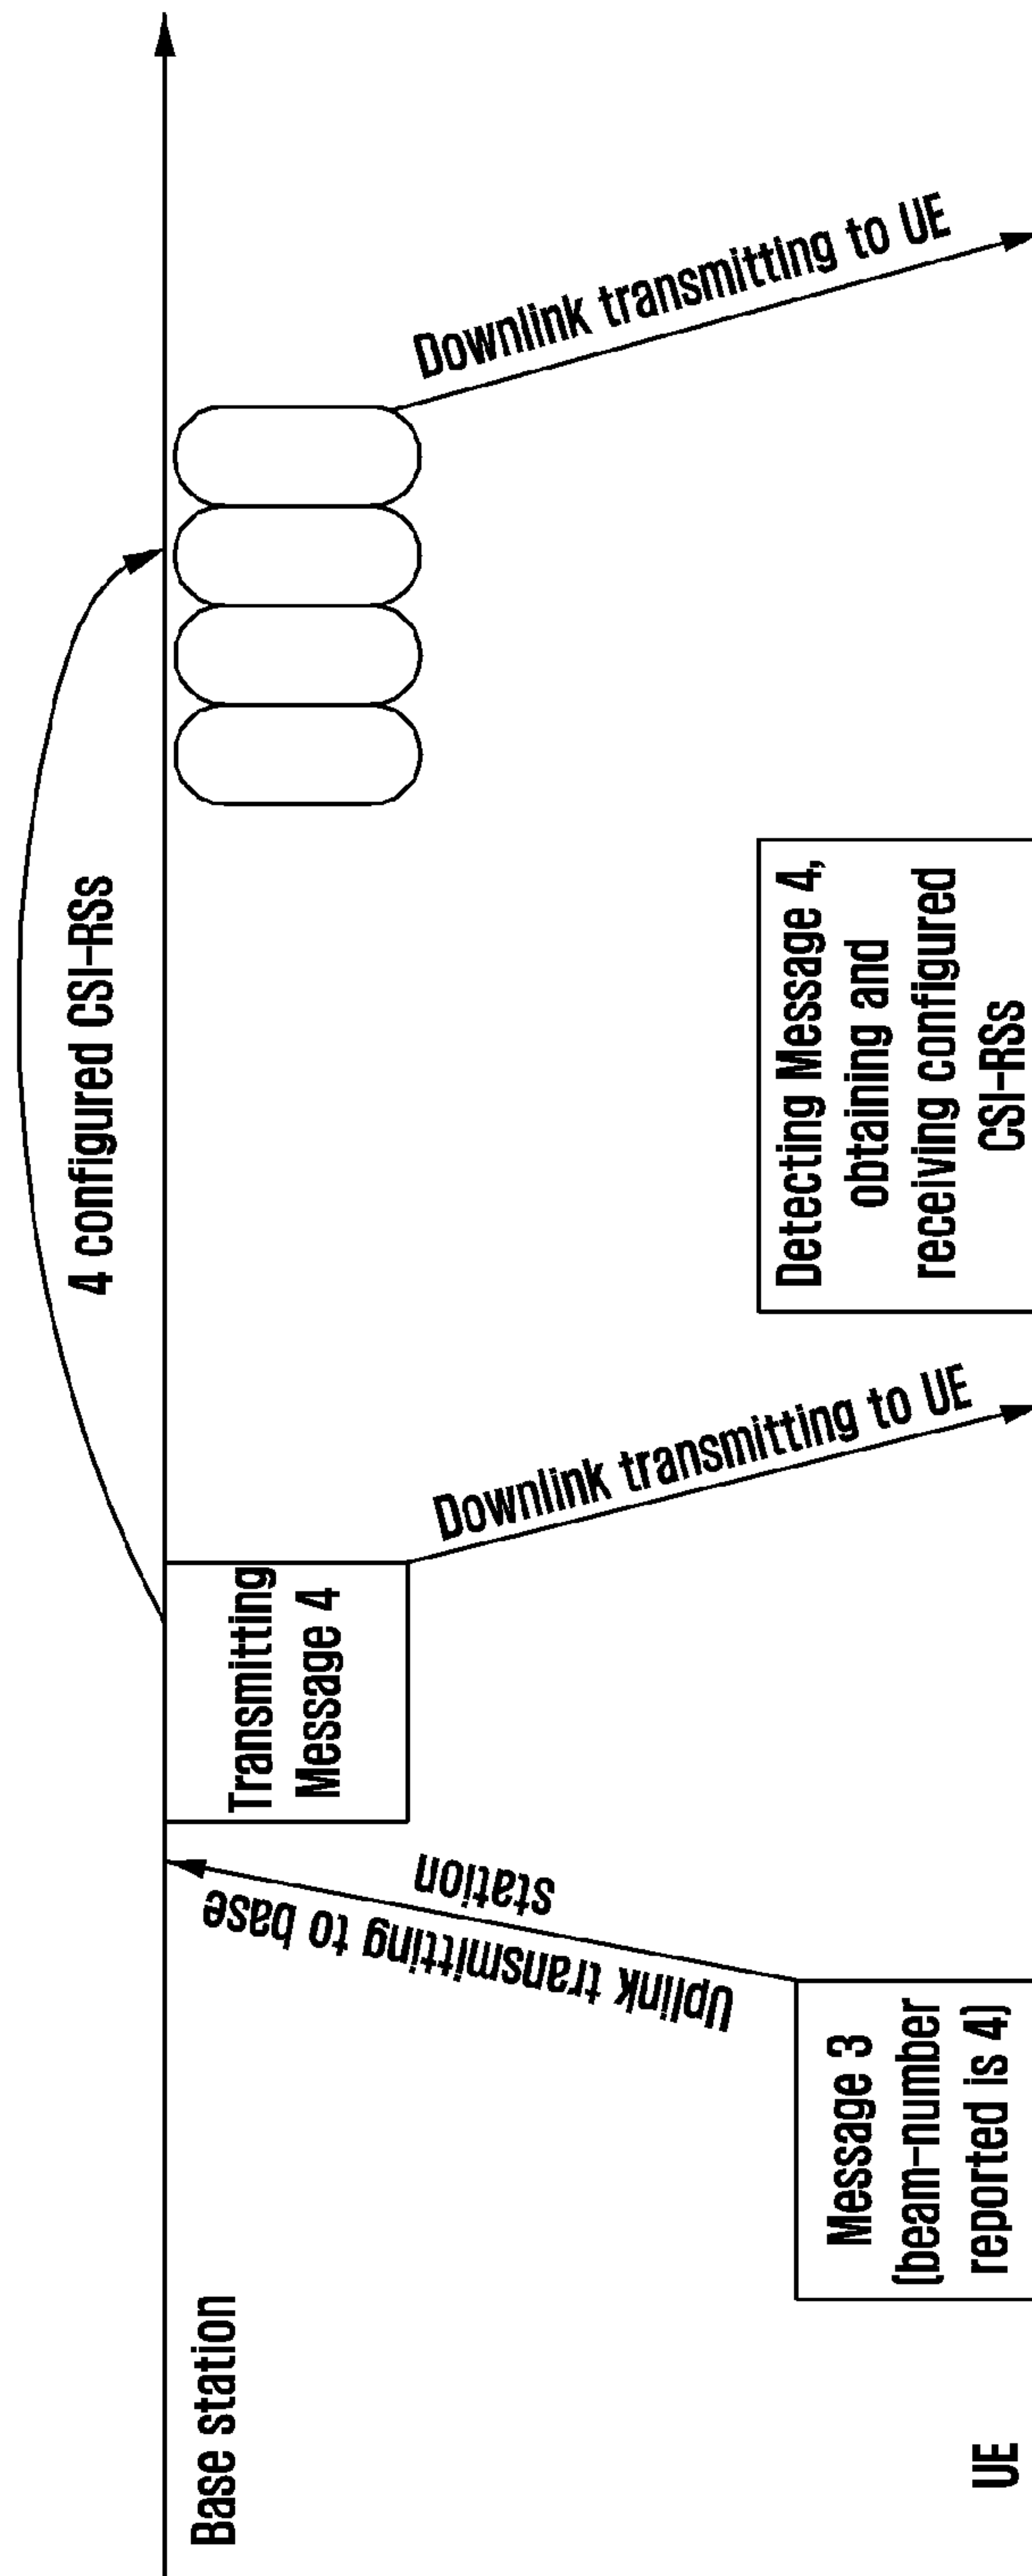 4 configured CSI-RSs
Base station
Transmitting
Message 4
Downlink transmitting to UE
Uplink transmitting to base
station
Downlink transmitting to UE
Message 3
(beam-number
reported is 4)
Detecting Message 4,
obtaining and
receiving configured
CSI-RSs
UE